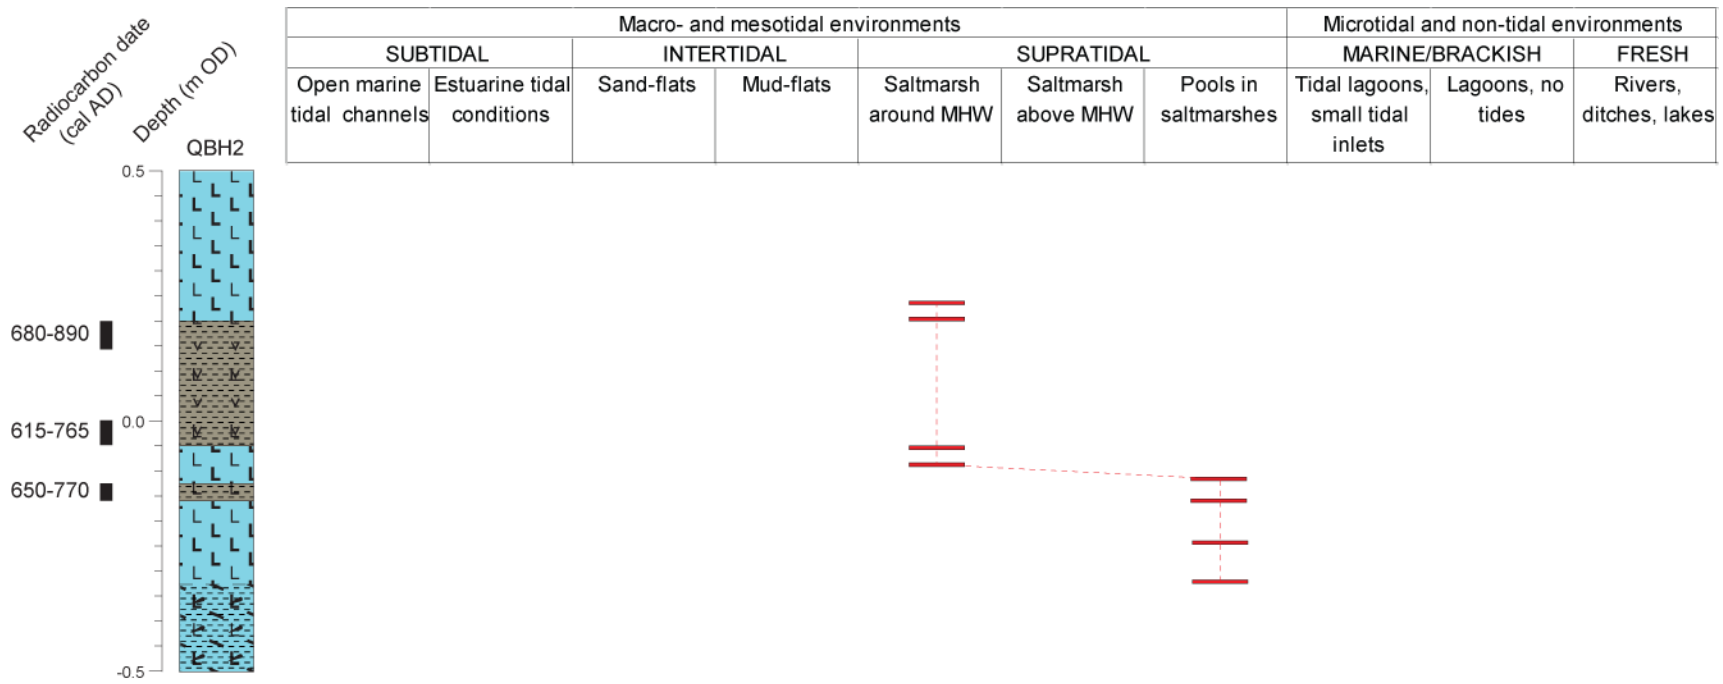 Radiocarbon date
(cal AD)
Depth (m OD)
QBH2
Macro- and mesotidal environments
Microtidal and non-tidal environments
SUBTIDAL
INTERTIDAL
SUPRATIDAL
MARINE/BRACKISH
FRESH
Open marine
tidal channels
Estuarine tidal
conditions
Sand-flats
Mud-flats
Saltmarsh
around MHW
Saltmarsh
above MHW
Pools in
saltmarshes
Tidal lagoons,
small tidal
inlets
Lagoons, no
tides
Rivers,
ditches, lakes
0.5
680-890
0.0
615-765
650-770
-0.5